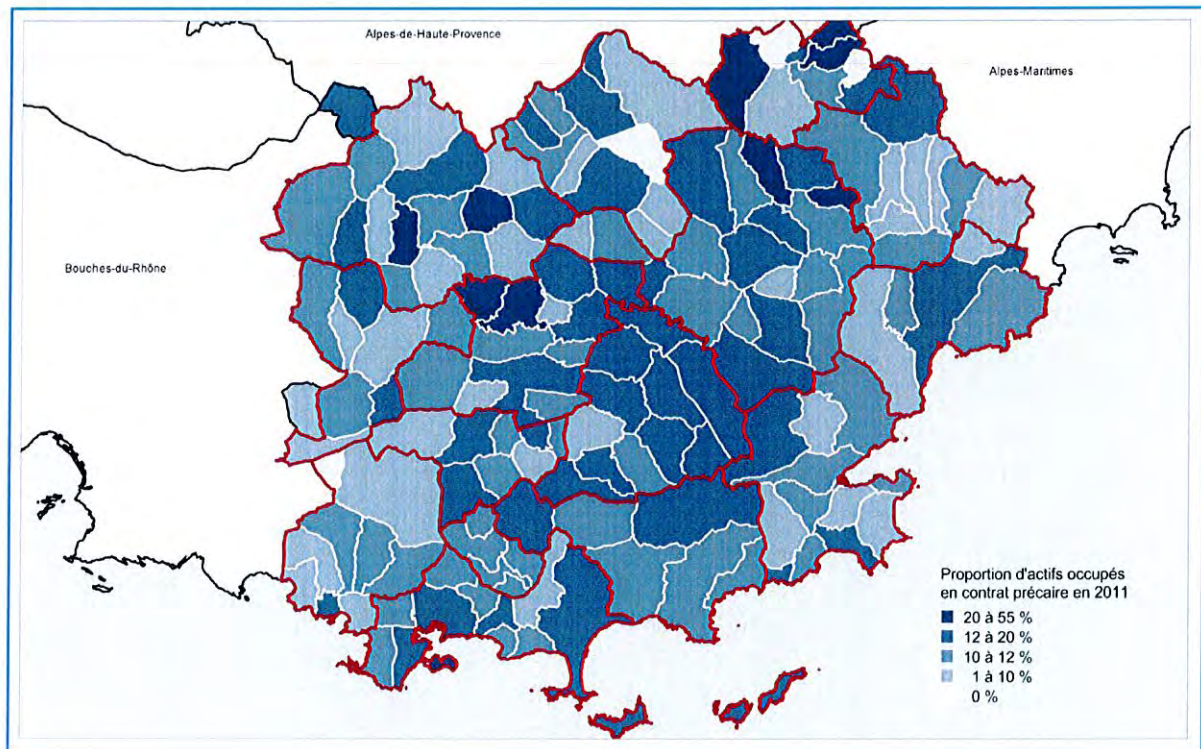 Alpes-de-Haute-Provence
Alpes-Maritimes
Bouches-du-Rhône
Proportion d'actifs occupés
en contrat précaire en 2011
20 à 55 %
12 à 20 %
10 à 12 %
1 à 10 %
0 %